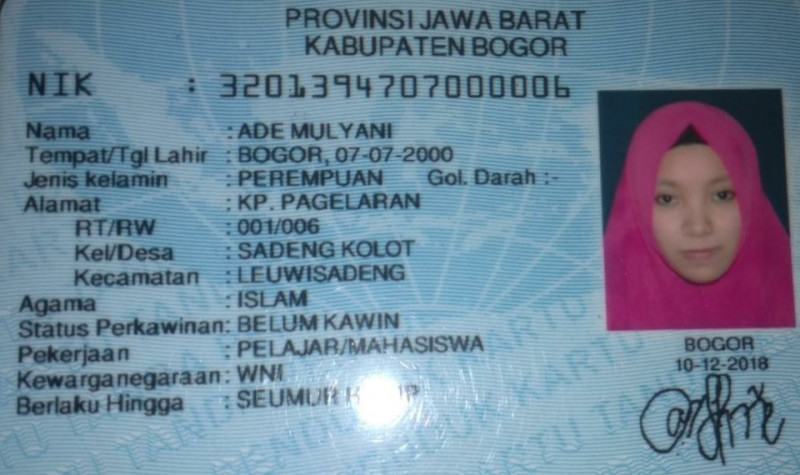 PROVINSI JAWA BARAT
KABUPATEN BOGOR
NIK : 3201394707000006
Nama : ADE MULYANI
Tempat/Tgl Lahir : BOGOR, 07-07-2000
Jenis kelamin : PEREMPUAN Gol. Darah :-
Alamat : KP. PAGELARAN
RT/RW : 001/006
Kel/Desa : SADENG KOLOT
Kecamatan : LEUWISADENG
Agama : ISLAM
Status Perkawinan: BELUM KAWIN
Pekerjaan : PELAJAR/MAHASISWA
Kewarganegaraan: WNI
Berlaku Hingga : SEUMUR
BOGOR
10-12-2018